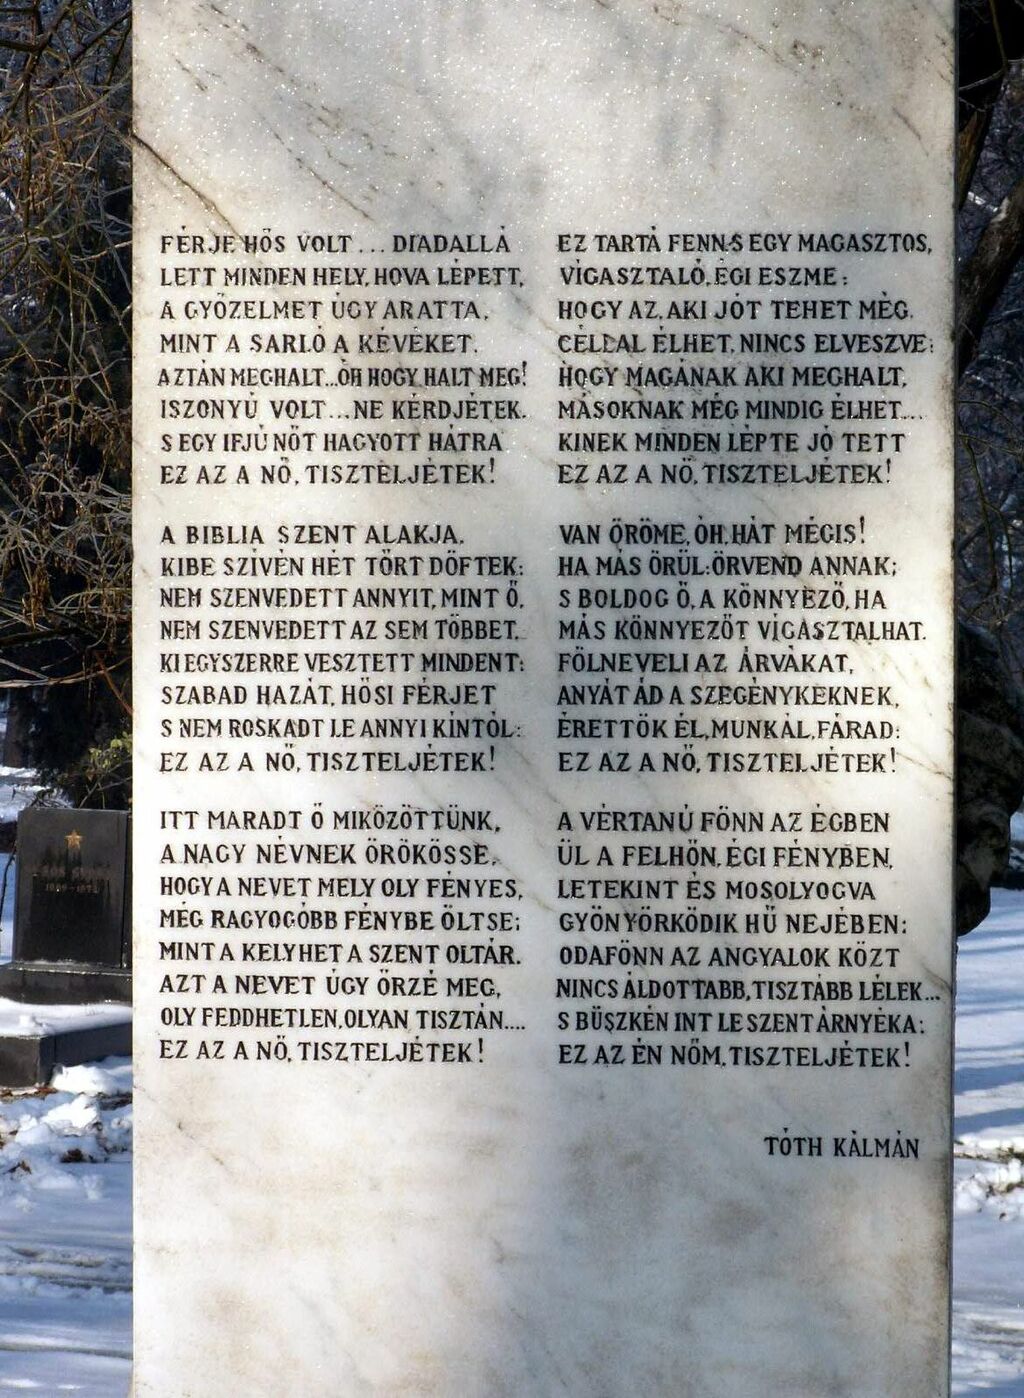 FÉRJE HŐS VOLT... DIADALLÁ
LETT MINDEN HELY, HOVA LÉPETT,
A GYŐZELMET ÚGY ARATTA,
MINT A SARLÓ A KÉVÉKET.
AZTÁN MEGHALT...ÓH HOGY HALT MEG!
ISZONYÚ VOLT...NE KÉRDJÉTEK.
S EGY IFJÚ NŐT HAGYOTT HÁTRA
EZ AZ A NŐ, TISZTELJÉTEK!
A BIBLIA SZENT ALAKJA,
KIBE SZÍVÉN HÉT TŐRT DÖFTEK:
NEM SZENVEDETT ANNYIT, MINT Ő,
NEM SZENVEDETT AZ SEM TÖBBET,
KI EGYSZERRE VESZTETT MINDENT:
SZABAD HAZÁT, HŐSI FÉRJET
S NEM ROSKADT LE ANNYI KÍNTÓL:
EZ AZ A NŐ, TISZTELJÉTEK!
ITT MARADT Ő MIKÖZÖTTÜNK,
A NAGY NÉVNEK ÖRÖKÖSSE,
HOGY A NEVET MELY OLY FÉNYES,
MÉG RAGYOGÓBB FÉNYBE ÖLTSE;
MINT A KELYHET A SZENT OLTÁR,
AZT A NEVET ÚGY ŐRZÉ MEG,
OLY FEDDHETLEN, OLYAN TISZTÁN....
EZ AZ A NŐ, TISZTELJÉTEK!
EZ TARTÁ FENN S EGY MAGASZTOS,
VÍGASZTALÓ, ÉGI ESZME:
HOGY AZ, AKI JÓT TEHET MÉG,
CÉLLAL ÉLHET, NINCS ELVESZVE:
HOGY MAGÁNAK AKI MEGHALT,
MÁSOKNAK MÉG MINDIG ÉLHET...
KINEK MINDEN LÉPTE JÓ TETT
EZ AZ A NŐ, TISZTELJÉTEK!
VAN ÖRÖME, ÓH, HÁT MÉGIS!
HA MÁS ÖRÜL: ÖRVEND ANNAK;
S BOLDOG Ő, A KÖNNYEZŐ, HA
MÁS KÖNNYEZŐT VÍGASZTALHAT.
FÖLNEVELI AZ ÁRVÁKAT,
ANYÁT ÁD A SZEGÉNYKÉKNEK,
ÉRETTÖK ÉL, MUNKÁL, FÁRAD:
EZ AZ A NŐ, TISZTELJÉTEK!
A VÉRTANÚ FÖNN AZ ÉGBEN
ÜL A FELHŐN, ÉGI FÉNYBEN,
LETEKINT ÉS MOSOLYOGVA
GYÖNYÖRKÖDIK HŰ NEJÉBEN:
ODAFÖNN AZ ANGYALOK KÖZT
NINCS ÁLDOTTABB, TISZTÁBB LÉLEK...
S BÜSZKÉN INT LE SZENT ÁRNYÉKA:
EZ AZ ÉN NŐM, TISZTELJÉTEK!
TÓTH KÁLMÁN